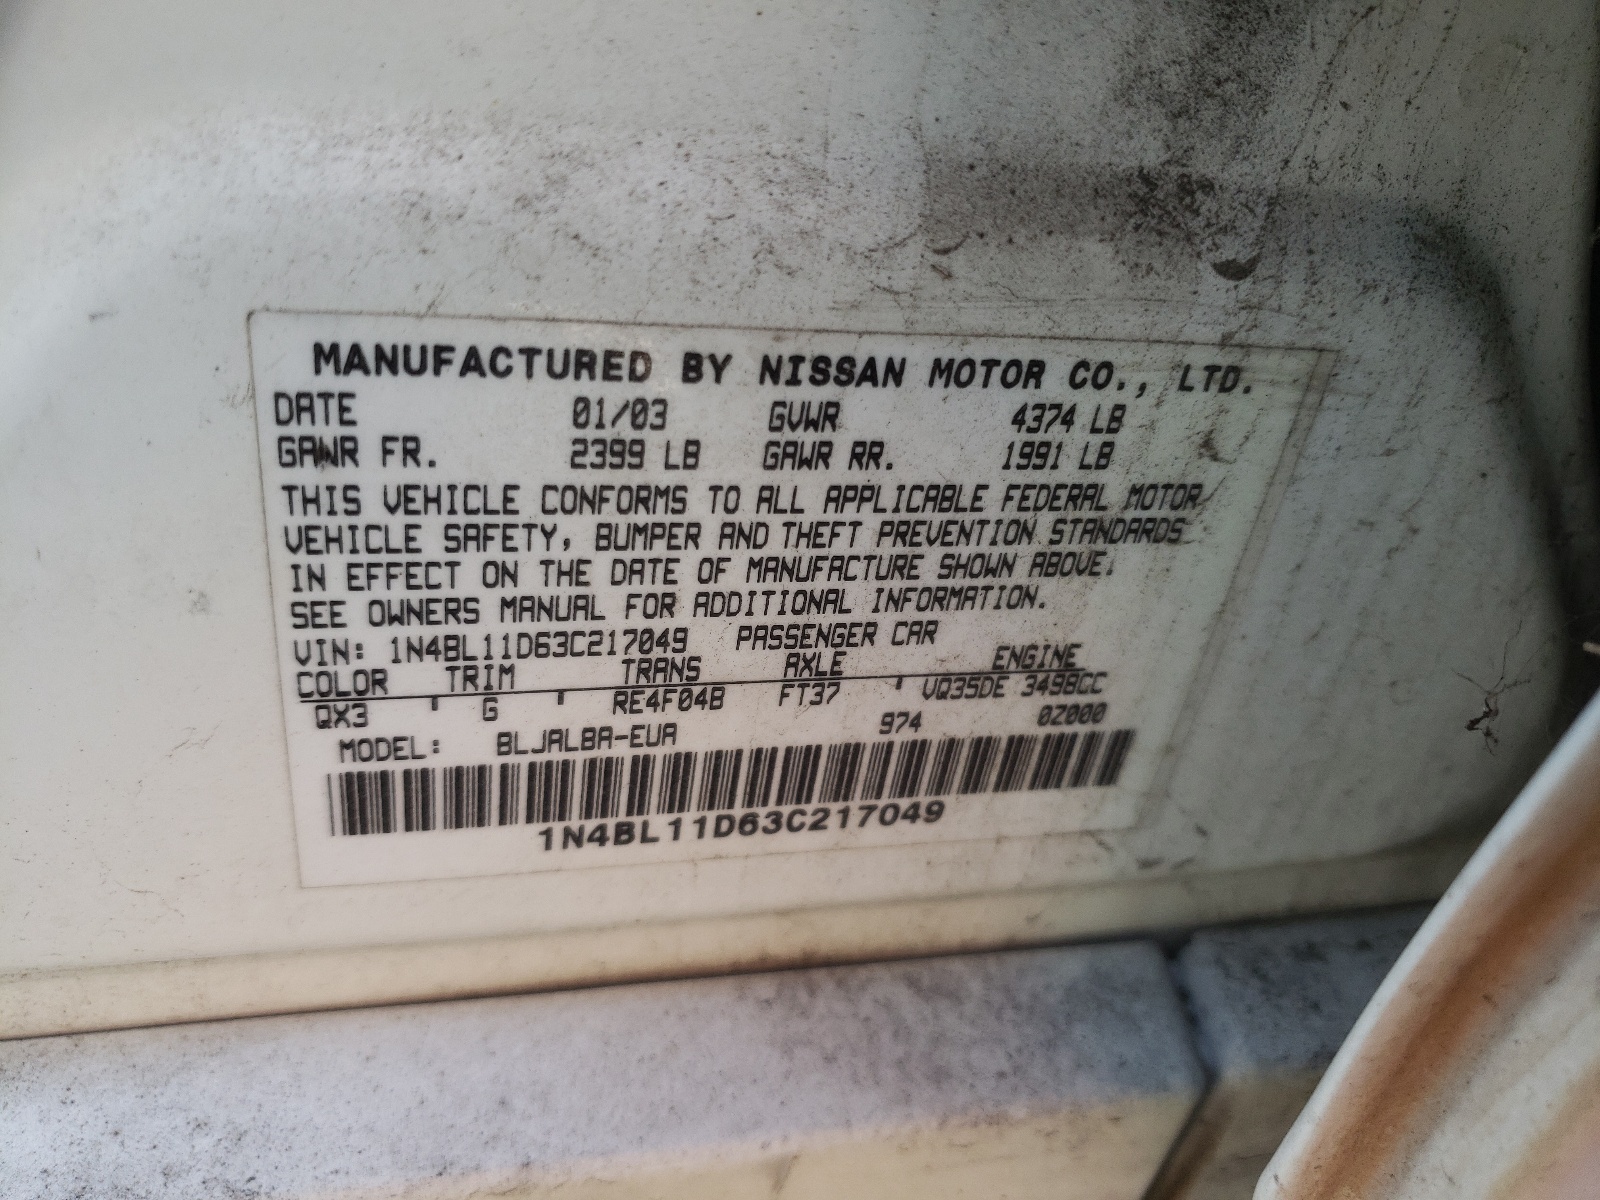 MANUFACTURED BY NISSAN MOTOR CO., LTD.
DATE 01/03 GVWR 4374 LB
GAWR FR. 2399 LB GAWR RR. 1991 LB
THIS VEHICLE CONFORMS TO ALL APPLICABLE FEDERAL MOTOR
VEHICLE SAFETY, BUMPER AND THEFT PREVENTION STANDARDS
IN EFFECT ON THE DATE OF MANUFACTURE SHOWN ABOVE.
SEE OWNERS MANUAL FOR ADDITIONAL INFORMATION.
VIN: 1N4BL11D63C217049 PASSENGER CAR
COLOR TRIM TRANS AXLE ENGINE
QX3 ' G ' RE4F04B FT37 ' VQ35DE 3498CC
MODEL: BLJALBA-EUA 974 0Z000
1N4BL11D63C217049